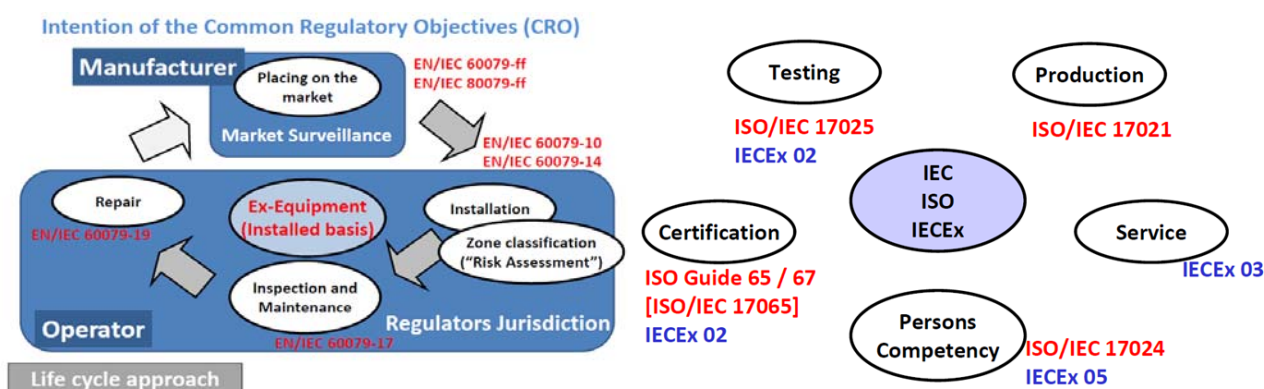 Intention of the Common Regulatory Objectives (CRO)
Manufacturer
Placing on the
market
Market Surveillance
EN/IEC 60079-ff
EN/IEC 80079-ff
EN/IEC 60079-10
EN/IEC 60079-14
Repair
EN/IEC 60079-19
Ex-Equipment
(Installed basis)
Installation
Zone classification
("Risk Assessment")
Inspection and
Maintenance
EN/IEC 60079-17
Operator
Regulators Jurisdiction
Life cycle approach
Testing
ISO/IEC 17025
IECEx 02
Production
ISO/IEC 17021
IEC
ISO
IECEx
Certification
ISO Guide 65 / 67
[ISO/IEC 17065]
IECEx 02
Service
IECEx 03
Persons
Competency
ISO/IEC 17024
IECEx 05